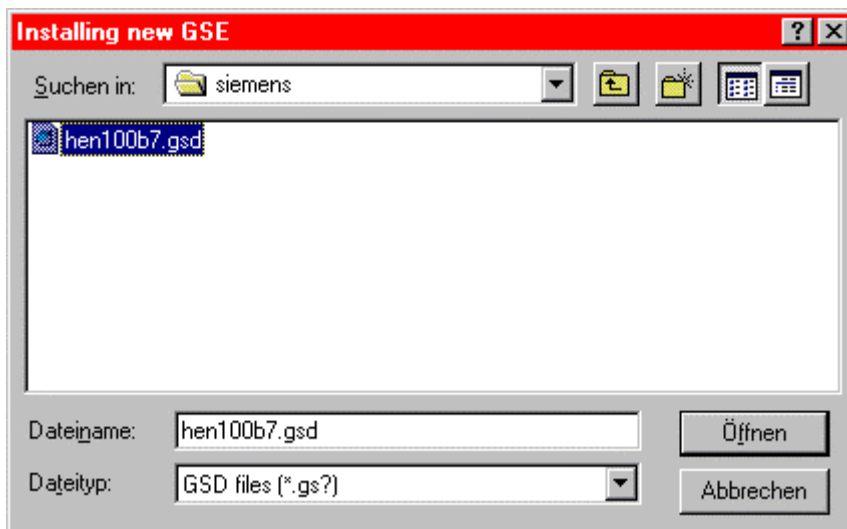 Installing new GSE
Suchen in: siemens
hen100b7.gsd
Dateiname: hen100b7.gsd Öffnen
Dateityp: GSD files (*.gs?) Abbrechen